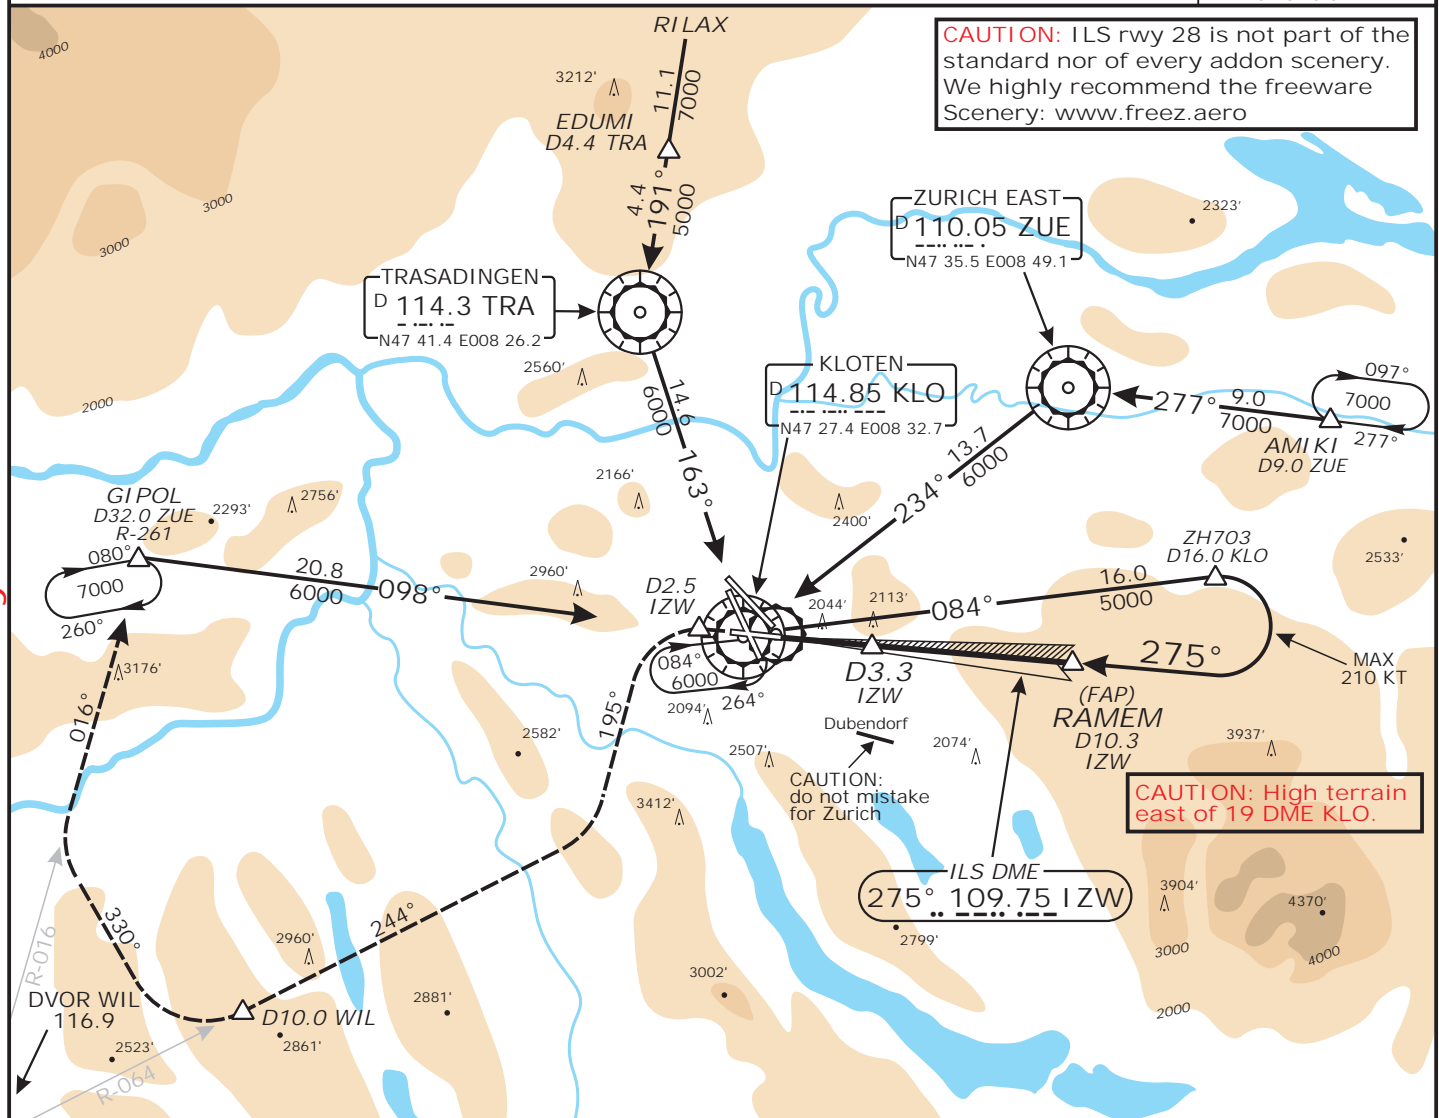 RILAX
CAUTION: ILS rwy 28 is not part of the
standard nor of every addon scenery.
We highly recommend the freeware
Scenery: www.freez.aero
4000
3212'
11.1
7000
EDUMI
D4.4 TRA
4.4
191°
5000
3000
3000
ZURICH EAST
D 110.05 ZUE
N47 35.5 E008 49.1
2323'
TRASADINGEN
D 114.3 TRA
N47 41.4 E008 26.2
2560'
2000
14.6
6000
163°
KLOTEN
D 114.85 KLO
N47 27.4 E008 32.7
13.7
6000
234°
277°
9.0
7000
097°
7000
277°
AMIKI
D9.0 ZUE
GIPOL
D32.0 ZUE
R-261
2293'
2756'
2166'
2400'
080°
7000
260°
20.8
6000
098°
2960'
D2.5
IZW
2044'
2113'
084°
16.0
5000
ZH703
D16.0 KLO
2533'
3176'
016°
084°
6000
264°
2094'
195°
D3.3
IZW
275°
MAX
210 KT
(FAP)
RAMEM
D10.3
IZW
Dubendorf
2582'
2507'
2074'
3937'
CAUTION:
do not mistake
for Zurich
CAUTION: High terrain
east of 19 DME KLO.
3412'
ILS DME
275° 109.75 IZW
3904'
4370'
2799'
3000
4000
244°
330°
R-016
2960'
3002'
2881'
2000
DVOR WIL
116.9
D10.0 WIL
2861'
2523'
R-064